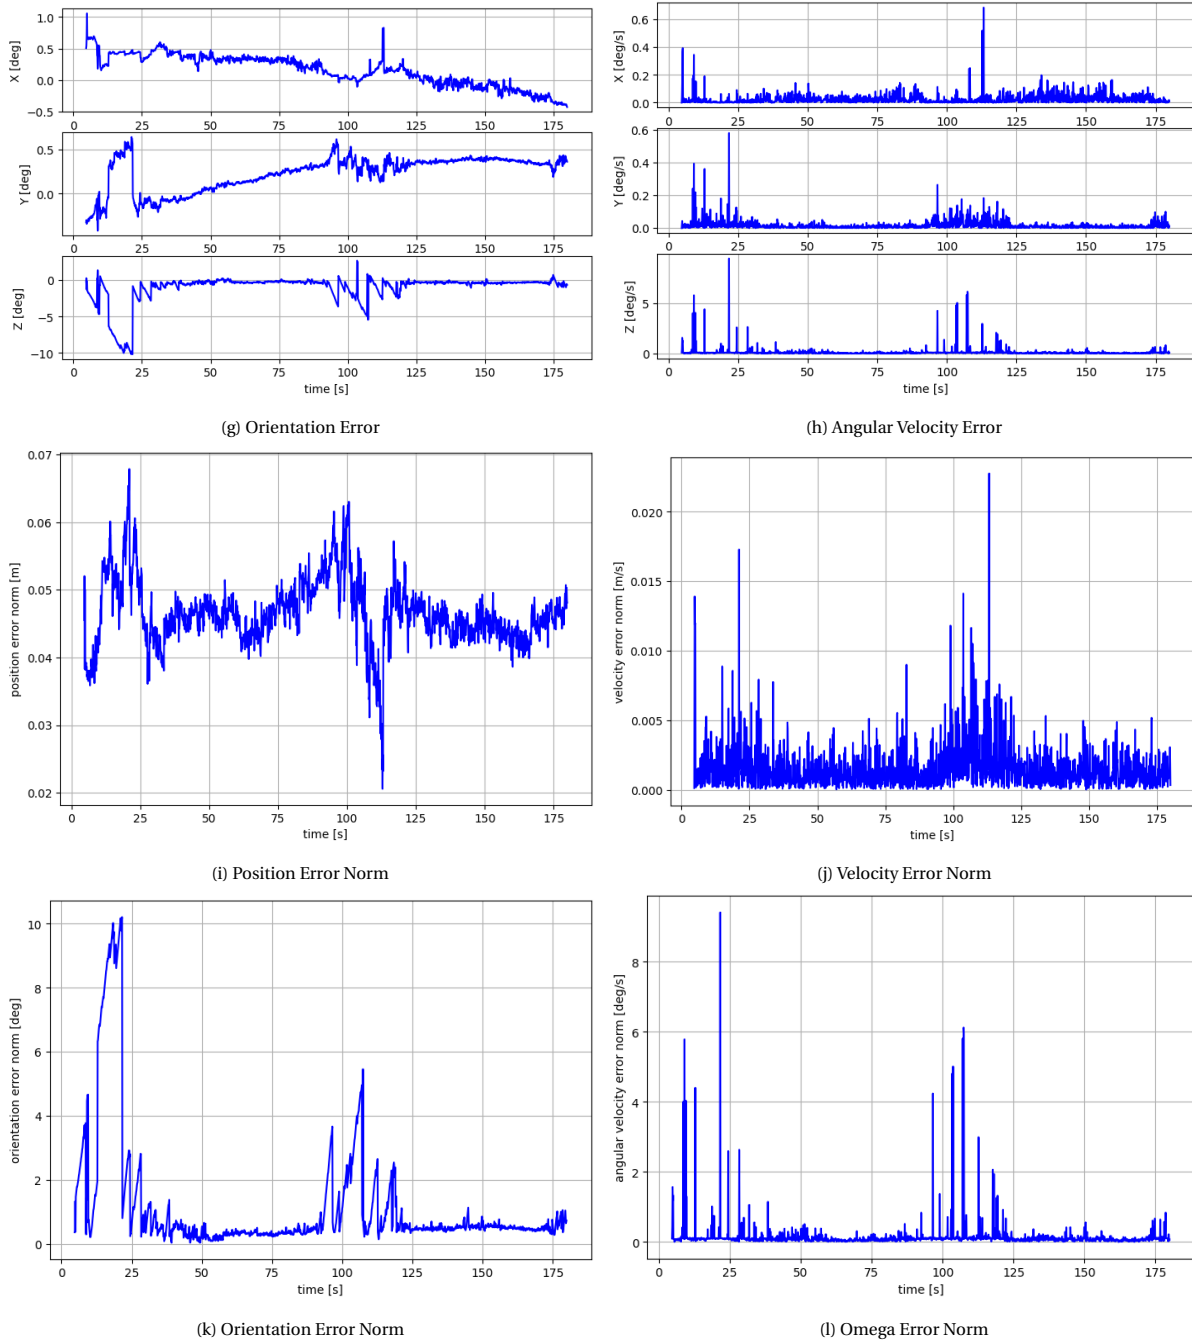 1.0
0.5
0.0
−0.5
X [deg]
0 25 50 75 100 125 150 175
0.5
0.0
Y [deg]
0 25 50 75 100 125 150 175
0
−5
−10
Z [deg]
0 25 50 75 100 125 150 175
time [s]
(g) Orientation Error
0.6
0.4
0.2
0.0
X [deg/s]
0 25 50 75 100 125 150 175
0.6
0.4
0.2
0.0
Y [deg/s]
0 25 50 75 100 125 150 175
5
0
Z [deg/s]
0 25 50 75 100 125 150 175
time [s]
(h) Angular Velocity Error
0.07
0.06
0.05
0.04
0.03
0.02
position error norm [m]
0 25 50 75 100 125 150 175
time [s]
(i) Position Error Norm
0.020
0.015
0.010
0.005
0.000
velocity error norm [m/s]
0 25 50 75 100 125 150 175
time [s]
(j) Velocity Error Norm
10
8
6
4
2
0
orientation error norm [deg]
0 25 50 75 100 125 150 175
time [s]
(k) Orientation Error Norm
8
6
4
2
0
angular velocity error norm [deg/s]
0 25 50 75 100 125 150 175
time [s]
(l) Omega Error Norm